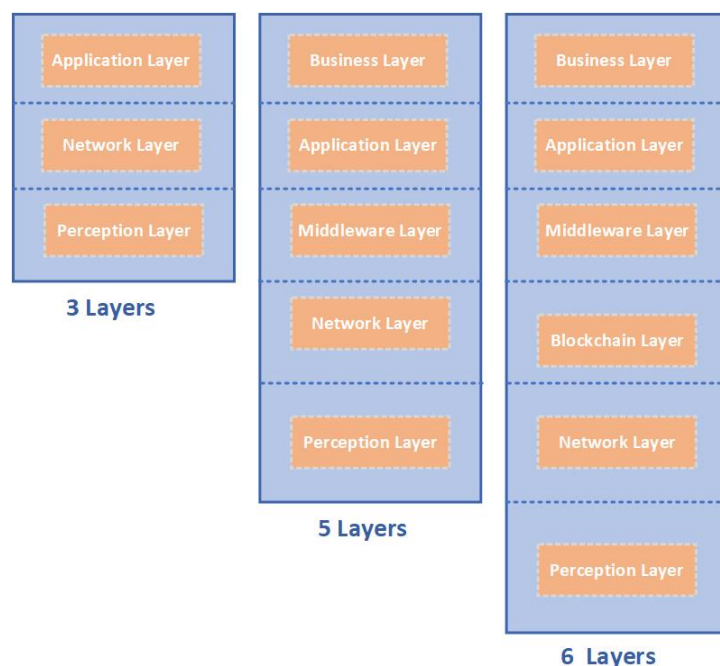 Application Layer
Network Layer
Perception Layer
3 Layers
Business Layer
Application Layer
Middleware Layer
Network Layer
Perception Layer
5 Layers
Business Layer
Application Layer
Middleware Layer
Blockchain Layer
Network Layer
Perception Layer
6 Layers